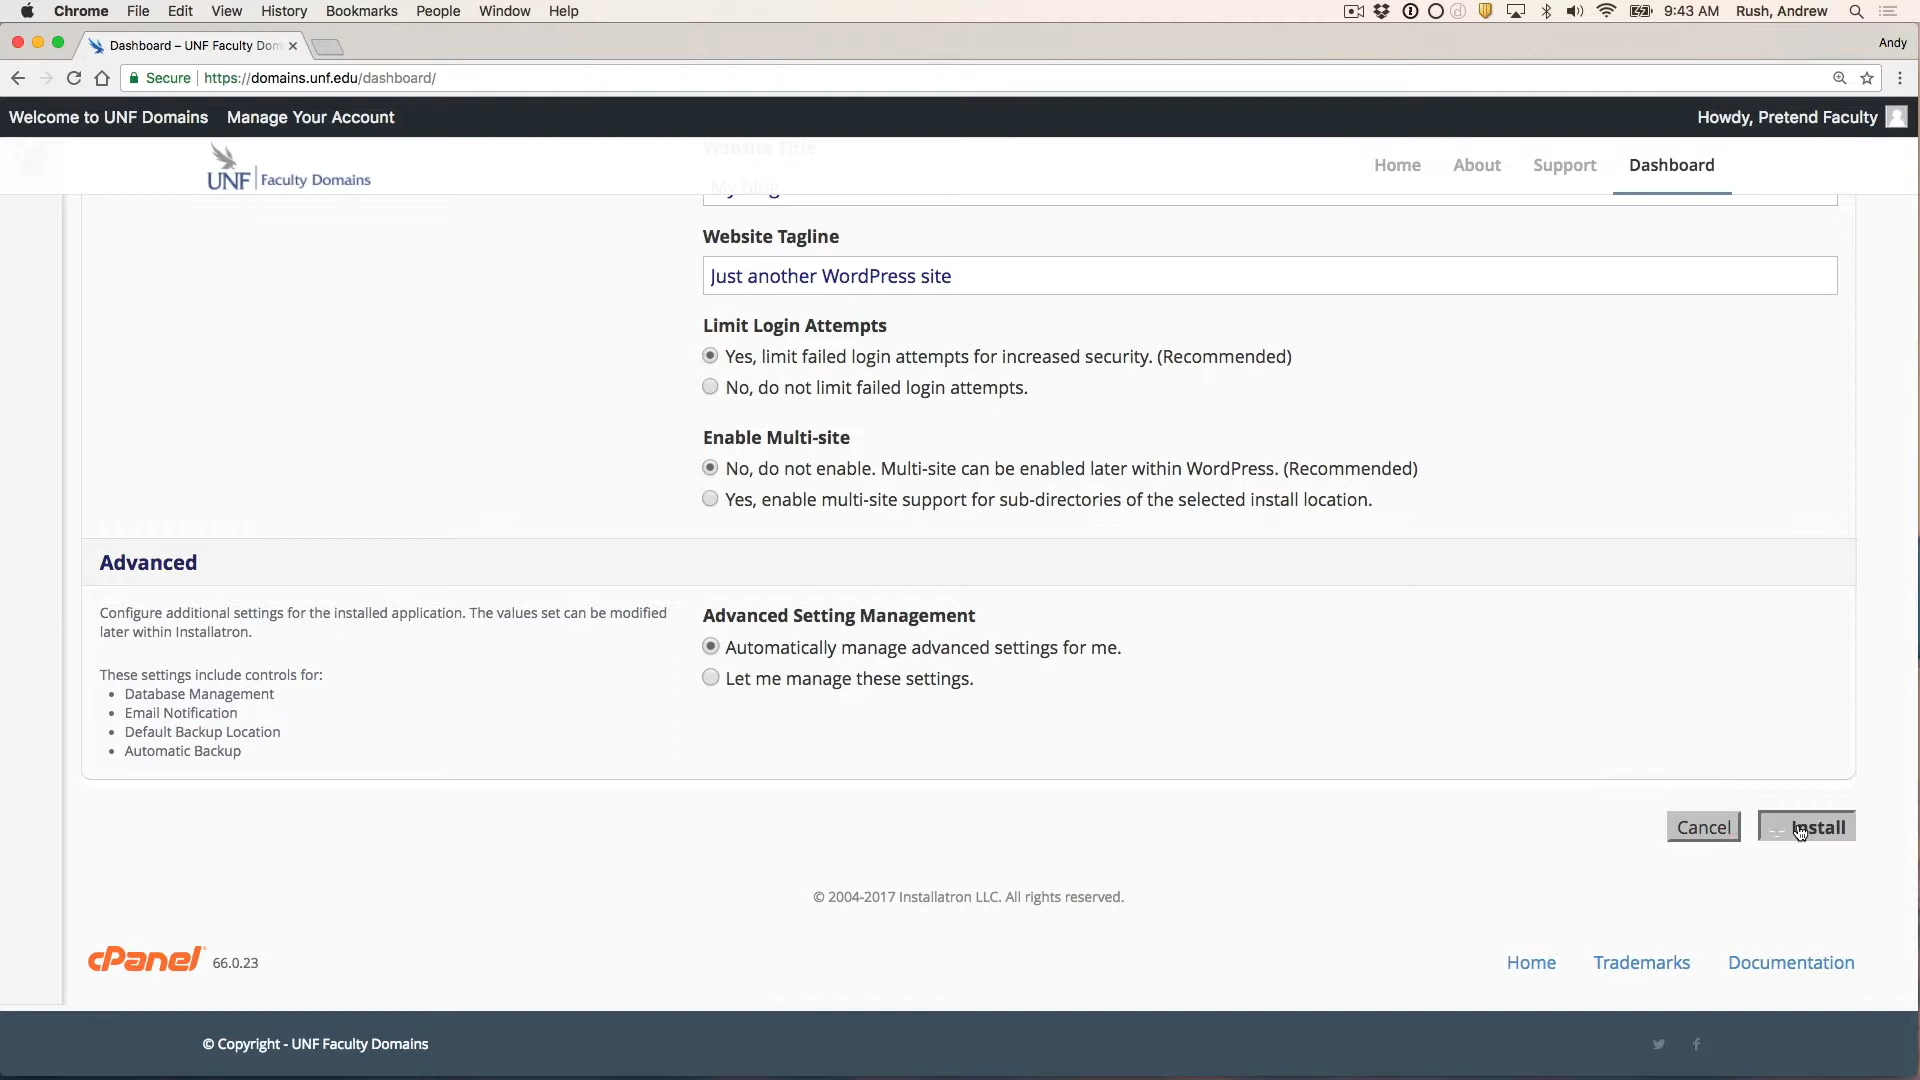 Chrome File Edit View History Bookmarks People Window Help 9:43 AM Rush, Andrew
Dashboard – UNF Faculty Dom Andy
Secure https://domains.unf.edu/dashboard/
Welcome to UNF Domains Manage Your Account Howdy, Pretend Faculty
Website Title
UNF Faculty Domains Home About Support Dashboard
My blog
Website Tagline
Just another WordPress site
Limit Login Attempts
Yes, limit failed login attempts for increased security. (Recommended)
No, do not limit failed login attempts.
Enable Multi-site
No, do not enable. Multi-site can be enabled later within WordPress. (Recommended)
Yes, enable multi-site support for sub-directories of the selected install location.
Advanced
Configure additional settings for the installed application. The values set can be modified
later within Installatron.
These settings include controls for:
• Database Management
• Email Notification
• Default Backup Location
• Automatic Backup
Advanced Setting Management
Automatically manage advanced settings for me.
Let me manage these settings.
Cancel Install
© 2004-2017 Installatron LLC. All rights reserved.
cPanel 66.0.23 Home Trademarks Documentation
© Copyright - UNF Faculty Domains